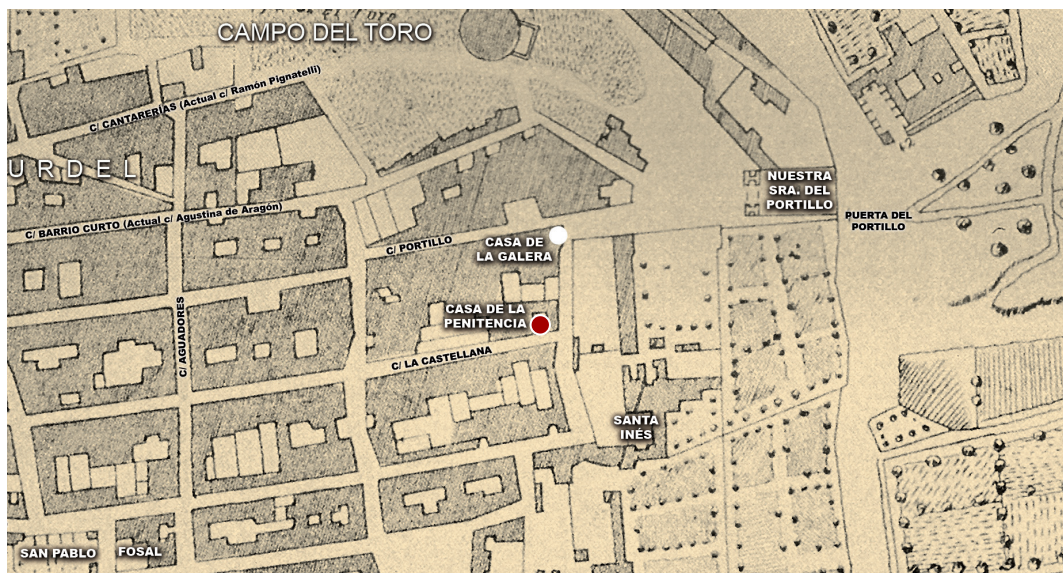 CAMPO DEL TORO
C/ CANTARERÍAS (Actual c/ Ramón Pignatelli)
URDEL
NUESTRA
SRA. DEL
PORTILLO
C/ BARRIO CURTO (Actual c/ Agustina de Aragón)
PUERTA DEL
PORTILLO
C/ PORTILLO
CASA DE
LA GALERA
CASA DE LA
PENITENCIA
C/ AGUADORES
C/ LA CASTELLANA
SANTA
INÉS
SAN PABLO
FOSAL